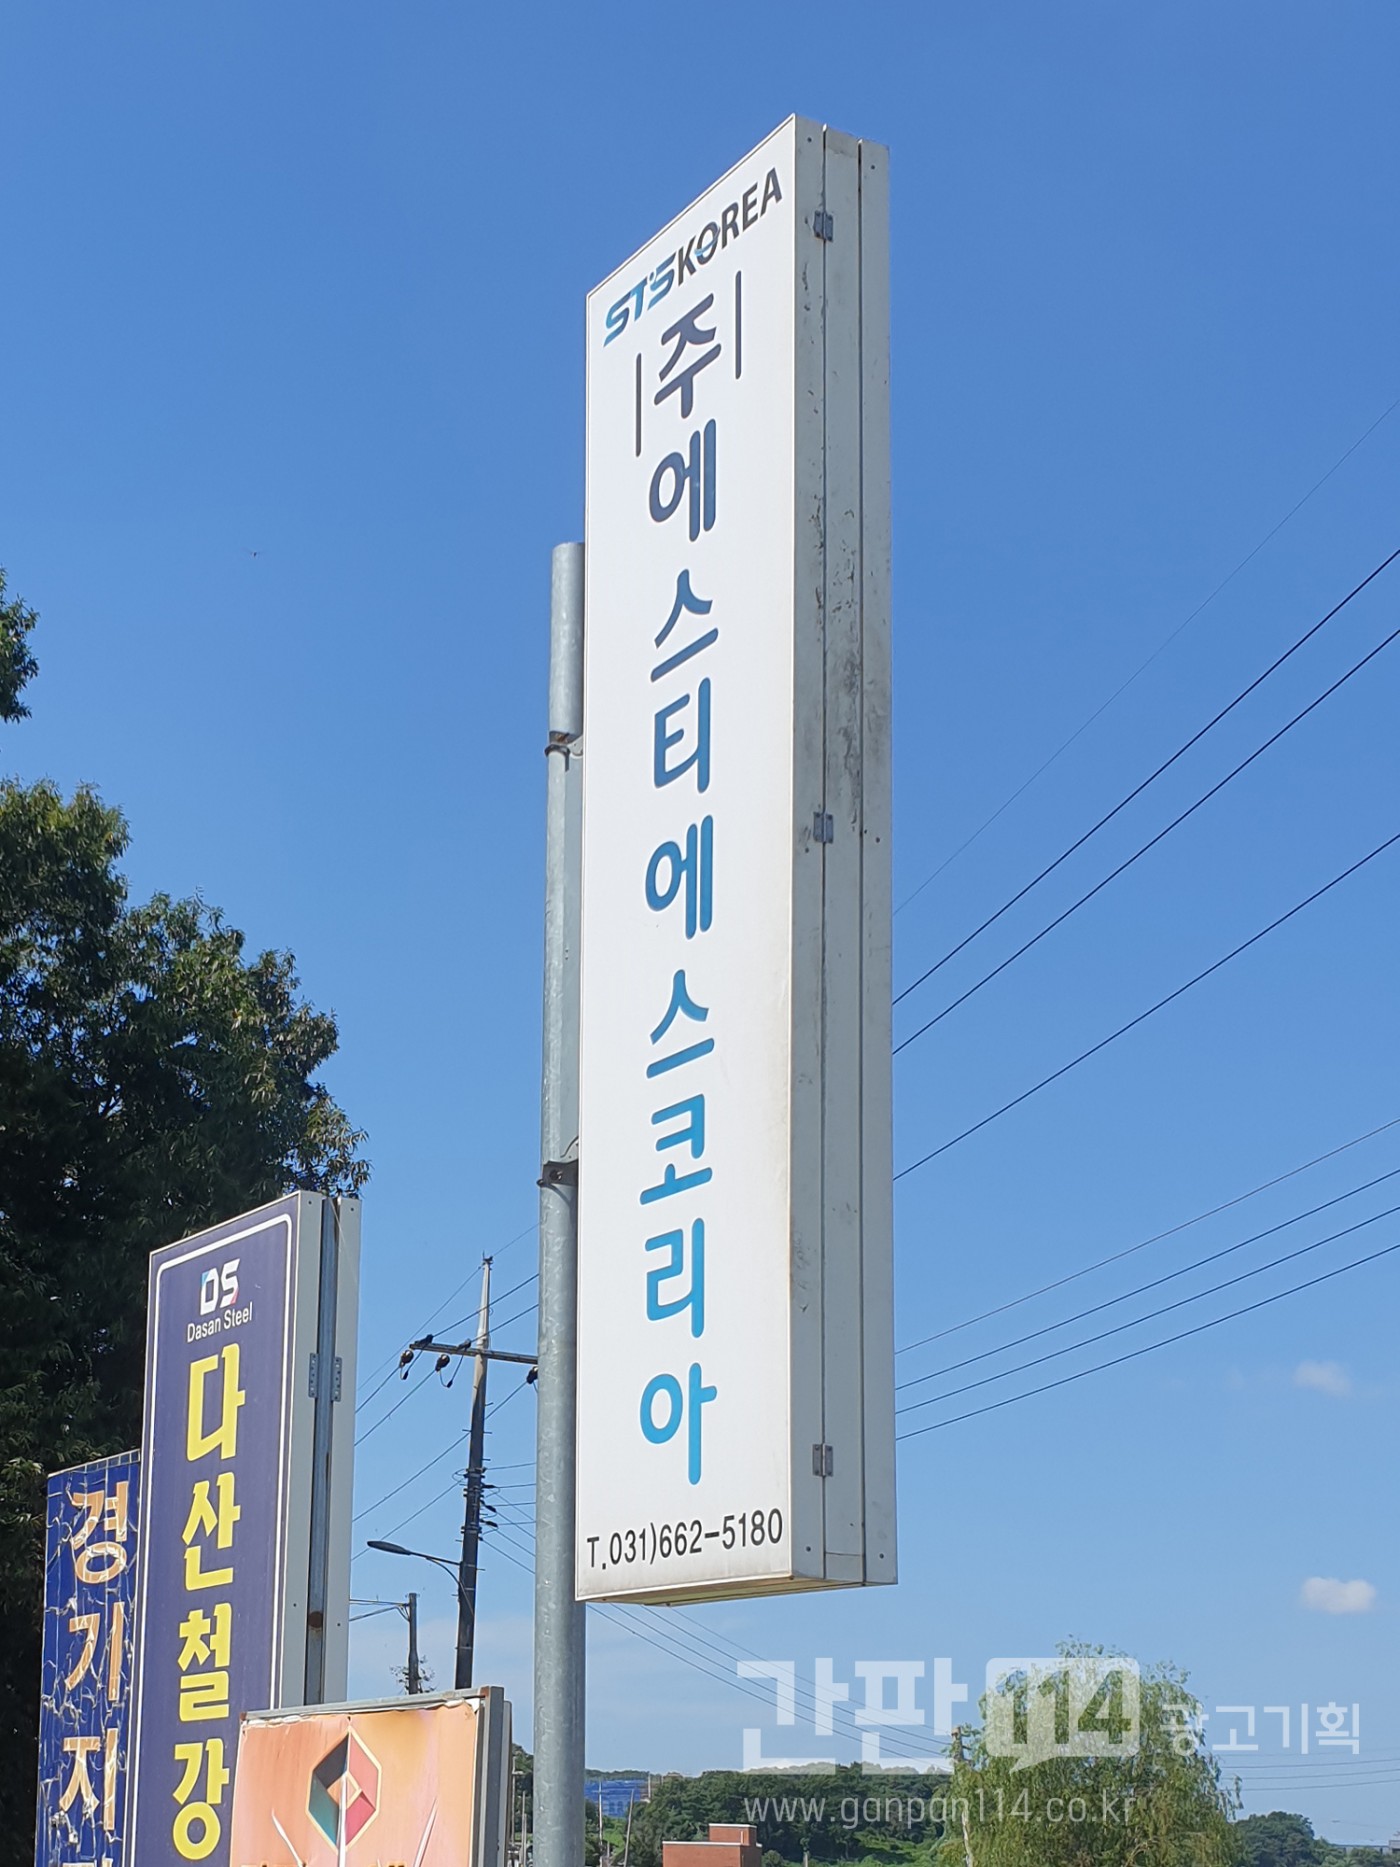 STSKOREA
(주)에스티에스코리아
T.031)662-5180
DS
Dasan Steel
다산철강
경기지
간판114 광고기획
www.ganpan114.co.kr